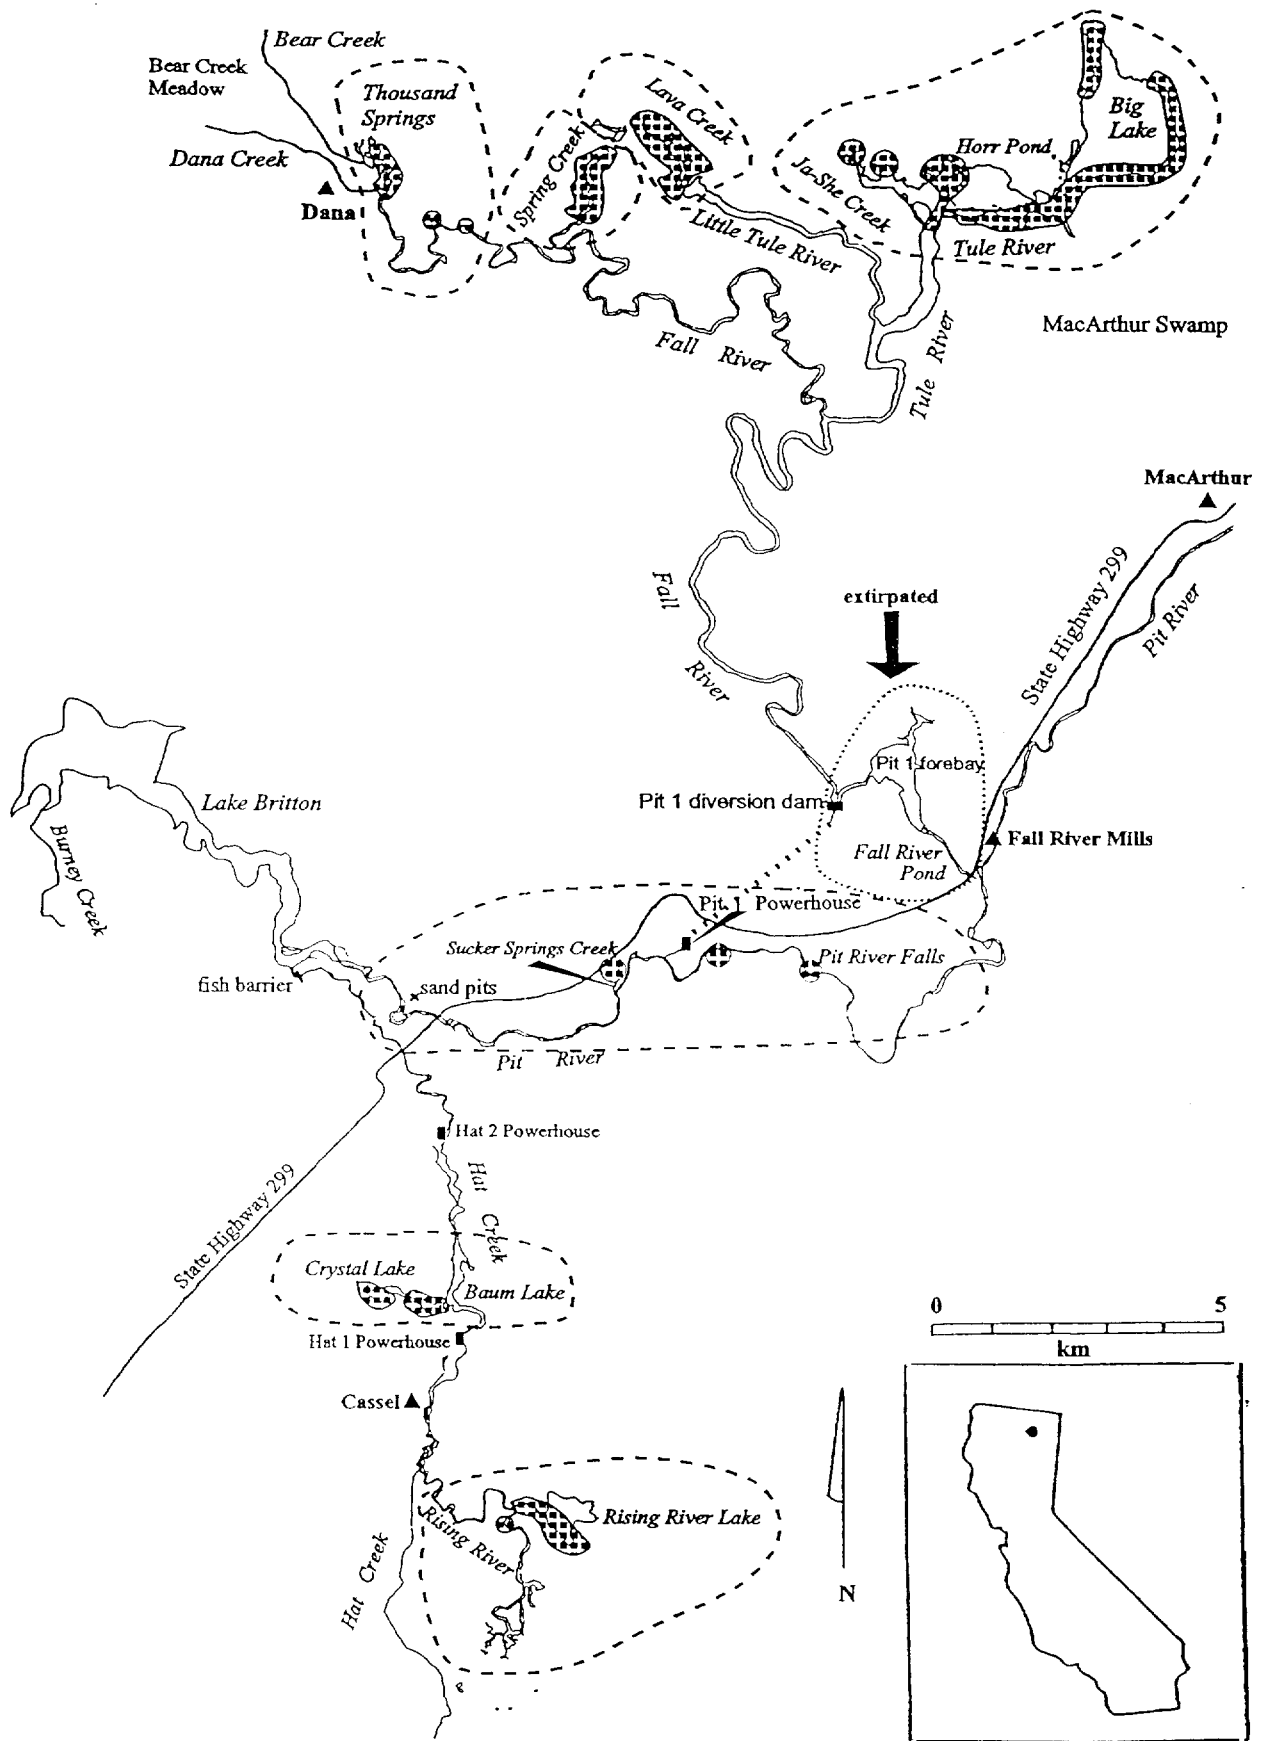 Bear Creek
Bear Creek
Meadow
Thousand
Springs
Dana Creek
Dana
Spring Creek
Lava Creek
Little Tule River
Ja-She Creek
Horr Pond
Big
Lake
Tule River
MacArthur Swamp
Fall River
Tule River
MacArthur
State Highway 299
Pit River
Fall
River
extirpated
Pit 1 forebay
Pit 1 diversion dam
Fall River Mills
Fall River
Pond
Lake Britton
Burney Creek
Pit 1 Powerhouse
Sucker Springs Creek
Pit River Falls
fish barrier
sand pits
Pit River
Hat 2 Powerhouse
Hat Creek
State Highway 299
Crystal Lake
Baum Lake
Hat 1 Powerhouse
Cassel
0 5
km
Rising River Lake
Rising River
Hat Creek
N